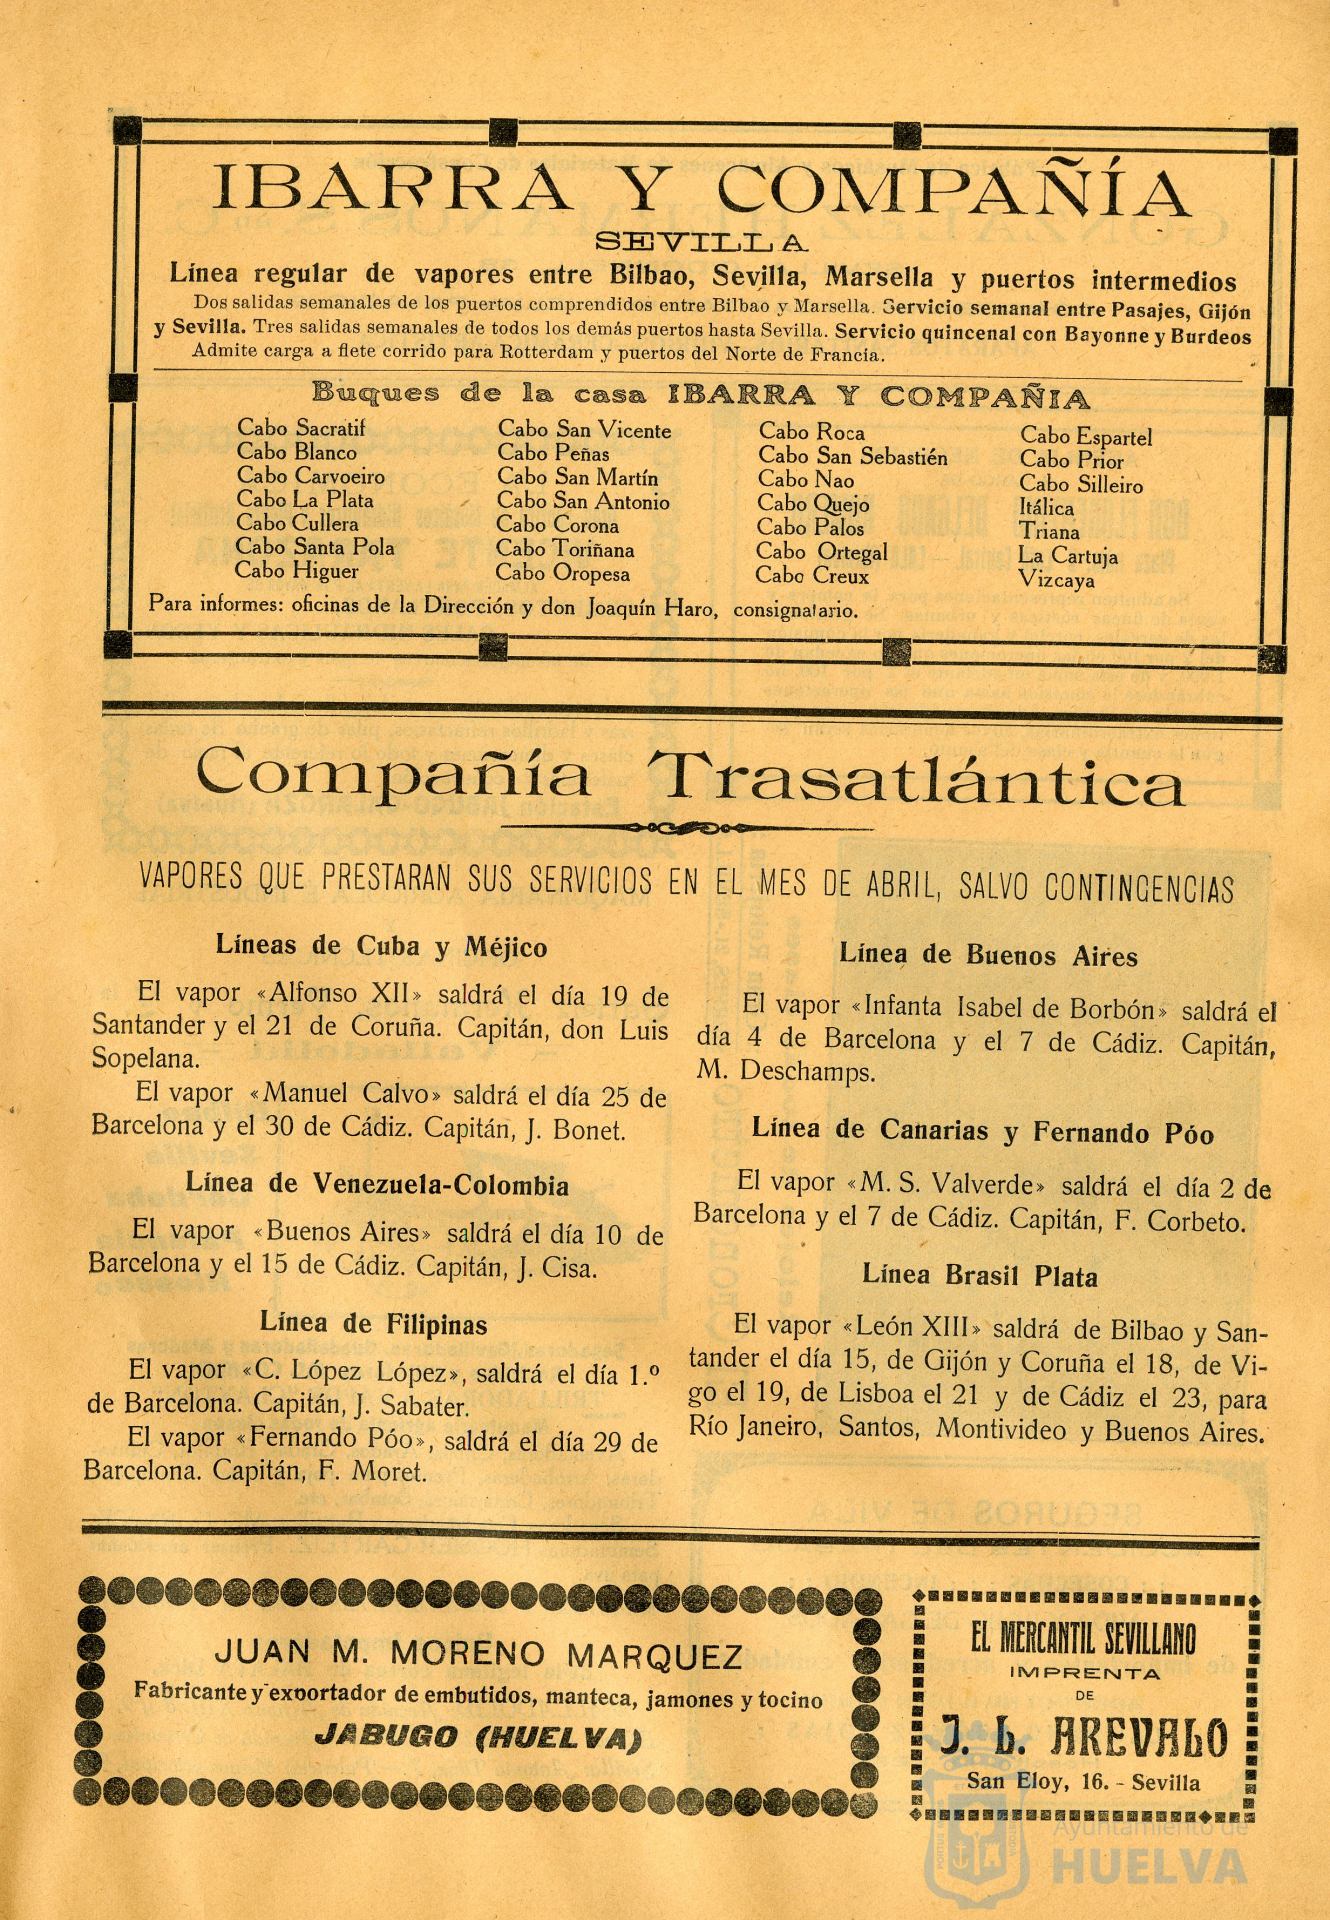 IBARRA Y COMPAÑÍA
SEVILLA
Línea regular de vapores entre Bilbao, Sevilla, Marsella y puertos intermedios
Dos salidas semanales de los puertos comprendidos entre Bilbao y Marsella. Servicio semanal entre Pasajes, Gijón
y Sevilla. Tres salidas semanales de todos los demás puertos hasta Sevilla. Servicio quincenal con Bayonne y Burdeos
Admite carga a flete corrido para Rotterdam y puertos del Norte de Francia.
Buques de la casa IBARRA Y COMPAÑIA
Cabo Sacratif
Cabo Blanco
Cabo Carvoeiro
Cabo La Plata
Cabo Cullera
Cabo Santa Pola
Cabo Higuer
Cabo San Vicente
Cabo Peñas
Cabo San Martín
Cabo San Antonio
Cabo Corona
Cabo Toriñana
Cabo Oropesa
Cabo Roca
Cabo San Sebastién
Cabo Nao
Cabo Quejo
Cabo Palos
Cabo Ortegal
Cabo Creux
Cabo Espartel
Cabo Prior
Cabo Silleiro
Itálica
Triana
La Cartuja
Vizcaya
Para informes: oficinas de la Dirección y don Joaquín Haro, consignatario.
Compañía Trasatlántica
VAPORES QUE PRESTARAN SUS SERVICIOS EN EL MES DE ABRIL, SALVO CONTINGENCIAS
Líneas de Cuba y Méjico
El vapor «Alfonso XII» saldrá el día 19 de
Santander y el 21 de Coruña. Capitán, don Luis
Sopelana.
El vapor «Manuel Calvo» saldrá el día 25 de
Barcelona y el 30 de Cádiz. Capitán, J. Bonet.
Línea de Venezuela-Colombia
El vapor «Buenos Aires» saldrá el día 10 de
Barcelona y el 15 de Cádiz. Capitán, J. Cisa.
Línea de Filipinas
El vapor «C. López López», saldrá el día 1.º
de Barcelona. Capitán, J. Sabater.
El vapor «Fernando Póo», saldrá el día 29 de
Barcelona. Capitán, F. Moret.
Línea de Buenos Aires
El vapor «Infanta Isabel de Borbón» saldrá el
día 4 de Barcelona y el 7 de Cádiz. Capitán,
M. Deschamps.
Línea de Canarias y Fernando Póo
El vapor «M. S. Valverde» saldrá el día 2 de
Barcelona y el 7 de Cádiz. Capitán, F. Corbeto.
Línea Brasil Plata
El vapor «León XIII» saldrá de Bilbao y San-
tander el día 15, de Gijón y Coruña el 18, de Vi-
go el 19, de Lisboa el 21 y de Cádiz el 23, para
Río Janeiro, Santos, Montivideo y Buenos Aires.
JUAN M. MORENO MARQUEZ
Fabricante y exportador de embutidos, manteca, jamones y tocino
JABUGO (HUELVA)
EL MERCANTIL SEVILLANO
IMPRENTA
DE
J. L. AREVALO
San Eloy, 16. - Sevilla
Ayuntamiento de
HUELVA